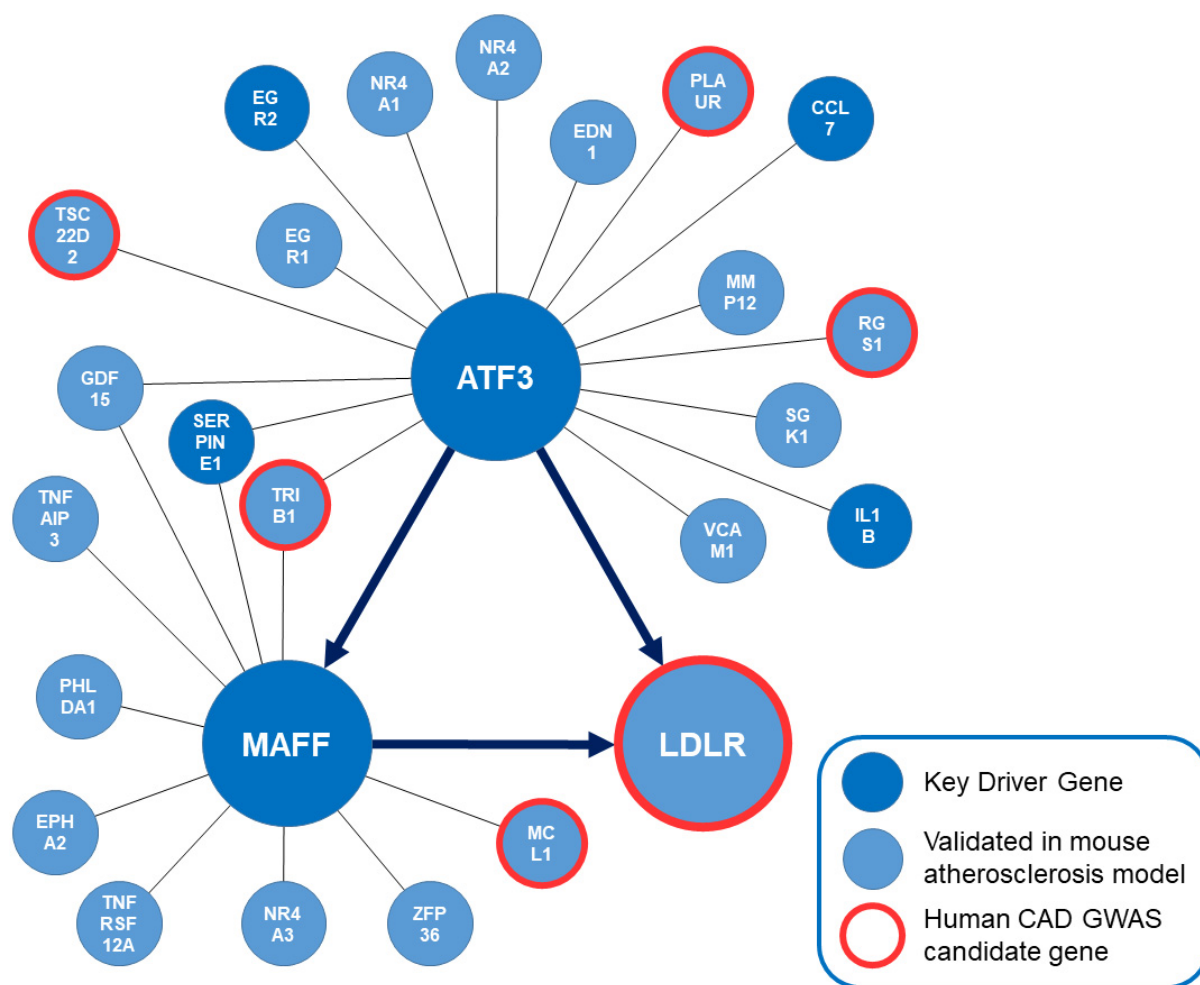 NR4
A2
NR4
A1
PLA
UR
EG
R2
CCL
7
EDN
1
TSC
22D
2
EG
R1
MM
P12
RG
S1
GDF
15
ATF3
SER
PIN
E1
SG
K1
TRI
B1
TNF
AIP
3
IL1
B
VCA
M1
PHL
DA1
MAFF
LDLR
EPH
A2
MC
L1
TNF
RSF
12A
NR4
A3
ZFP
36
Key Driver Gene
Validated in mouse
atherosclerosis model
Human CAD GWAS
candidate gene